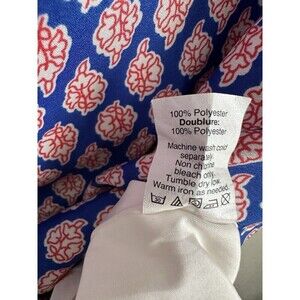 100% Polyester
Doublure:
100% Polyester
Machine wash cold
separately.
Non chlorine
bleach only.
Tumble dry low.
Warm iron as needed.